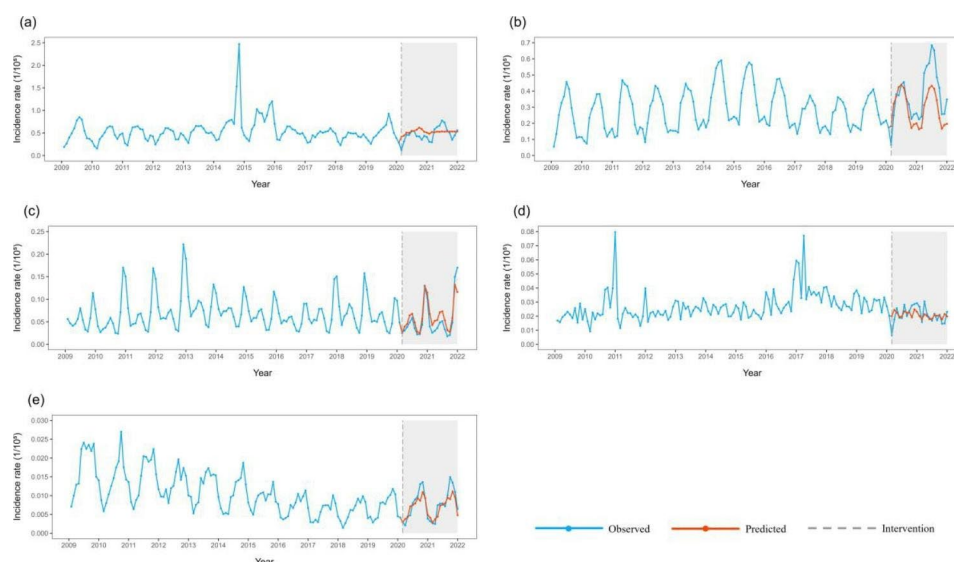 (a)
Incidence rate (1/10⁵)
2.5
2.0
1.5
1.0
0.5
0.0
2009 2010 2011 2012 2013 2014 2015 2016 2017 2018 2019 2020 2021 2022
Year
(b)
Incidence rate (1/10⁵)
0.7
0.6
0.5
0.4
0.3
0.2
0.1
0.0
2009 2010 2011 2012 2013 2014 2015 2016 2017 2018 2019 2020 2021 2022
Year
(c)
Incidence rate (1/10⁵)
0.25
0.20
0.15
0.10
0.05
0.00
2009 2010 2011 2012 2013 2014 2015 2016 2017 2018 2019 2020 2021 2022
Year
(d)
Incidence rate (1/10⁵)
0.08
0.07
0.06
0.05
0.04
0.03
0.02
0.01
0.00
2009 2010 2011 2012 2013 2014 2015 2016 2017 2018 2019 2020 2021 2022
Year
(e)
Incidence rate (1/10⁵)
0.030
0.025
0.020
0.015
0.010
0.005
0.000
2009 2010 2011 2012 2013 2014 2015 2016 2017 2018 2019 2020 2021 2022
Year
Observed Predicted Intervention